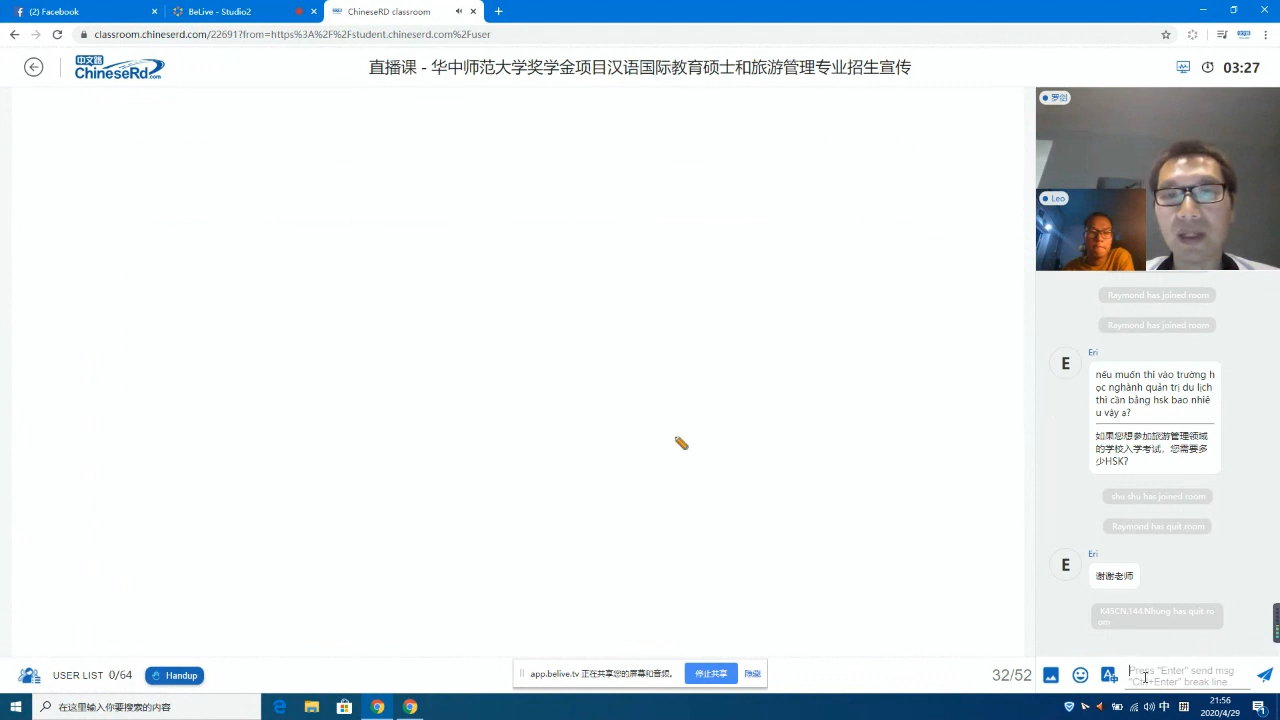 (2) Facebook
BeLive - Studio2
ChineseRD classroom
classroom.chineserd.com/22691?from=https%3A%2F%2Fstudent.chineserd.com%2Fuser
中文路
ChineseRd.com
直播课 - 华中师范大学奖学金项目汉语国际教育硕士和旅游管理专业招生宣传
03:27
罗剑
Leo
Raymond has joined room
Raymond has joined room
Eri
E
nếu muốn thi vào trường h
ọc nghành quản trị du lịch
thì cần bằng hsk bao nhiê
u vậy ạ?
如果您想参加旅游管理领域
的学校入学考试，您需要多
少HSK?
shu shu has joined room
Raymond has quit room
Eri
E
谢谢老师
K45CN.144.Nhung has quit ro
om
USER LIST 0/64
Handup
app.belive.tv 正在共享您的屏幕和音频。
停止共享
隐藏
32/52
Press "Enter" send msg
"Ctrl+Enter" break line
在这里输入你要搜索的内容
中
拼
21:56
2020/4/29
1